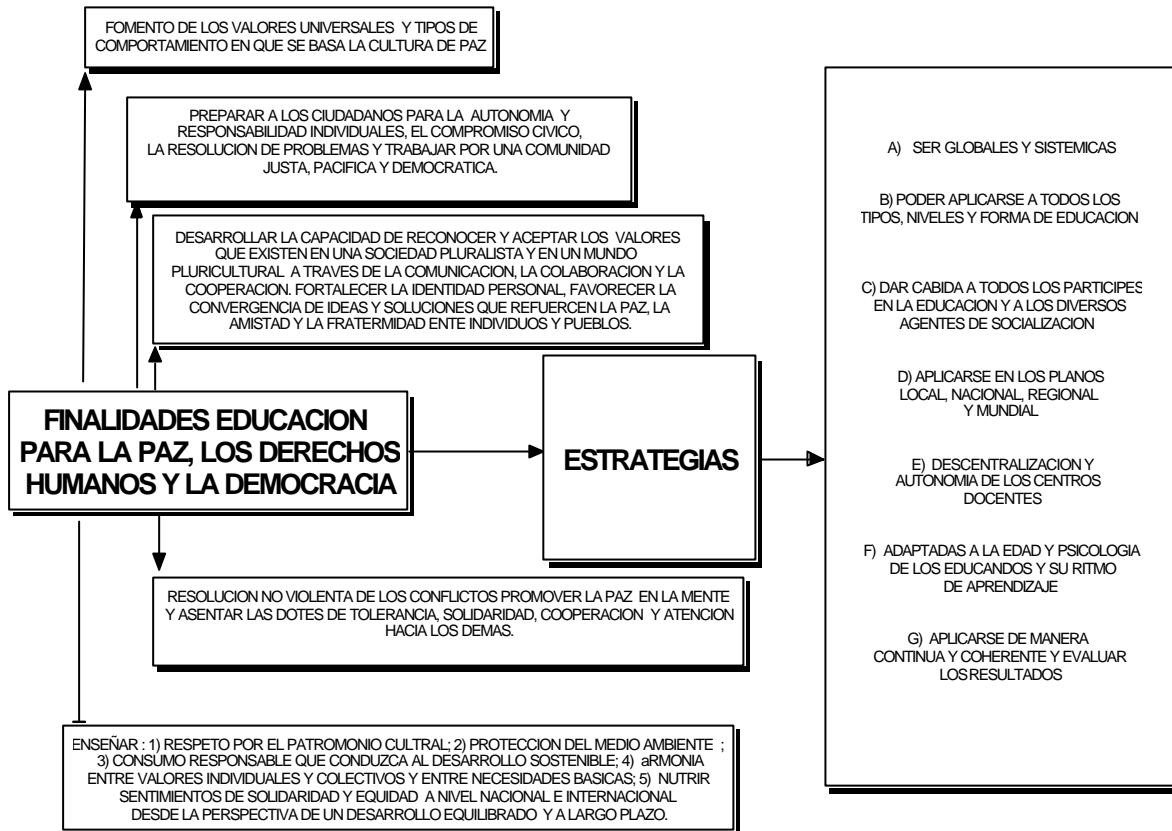 FOMENTO DE LOS VALORES UNIVERSALES Y TIPOS DE
COMPORTAMIENTO EN QUE SE BASA LA CULTURA DE PAZ
PREPARAR A LOS CIUDADANOS PARA LA AUTONOMIA Y
RESPONSABILIDAD INDIVIDUALES, EL COMPROMISO CIVICO,
LA RESOLUCION DE PROBLEMAS Y TRABAJAR POR UNA COMUNIDAD
JUSTA, PACIFICA Y DEMOCRATICA.
DESARROLLAR LA CAPACIDAD DE RECONOCER Y ACEPTAR LOS VALORES
QUE EXISTEN EN UNA SOCIEDAD PLURALISTA Y EN UN MUNDO
PLURICULTURAL A TRAVES DE LA COMUNICACION, LA COLABORACION Y LA
COOPERACION. FORTALECER LA IDENTIDAD PERSONAL, FAVORECER LA
CONVERGENCIA DE IDEAS Y SOLUCIONES QUE REFUERCEN LA PAZ, LA
AMISTAD Y LA FRATERMIDAD ENTE INDIVIDUOS Y PUEBLOS.
FINALIDADES EDUCACION
PARA LA PAZ, LOS DERECHOS
HUMANOS Y LA DEMOCRACIA
RESOLUCION NO VIOLENTA DE LOS CONFLICTOS PROMOVER LA PAZ EN LA MENTE
Y ASENTAR LAS DOTES DE TOLERANCIA, SOLIDARIDAD, COOPERACION Y ATENCION
HACIA LOS DEMAS.
ENSEÑAR : 1) RESPETO POR EL PATROMONIO CULTRAL; 2) PROTECCION DEL MEDIO AMBIENTE ;
3) CONSUMO RESPONSABLE QUE CONDUZCA AL DESARROLLO SOSTENIBLE; 4) aRMONIA
ENTRE VALORES INDIVIDUALES Y COLECTIVOS Y ENTRE NECESIDADES BASICAS; 5) NUTRIR
SENTIMIENTOS DE SOLIDARIDAD Y EQUIDAD A NIVEL NACIONAL E INTERNACIONAL
DESDE LA PERSPECTIVA DE UN DESARROLLO EQUILIBRADO Y A LARGO PLAZO.
ESTRATEGIAS
A) SER GLOBALES Y SISTEMICAS
B) PODER APLICARSE A TODOS LOS
TIPOS, NIVELES Y FORMA DE EDUCACION
C) DAR CABIDA A TODOS LOS PARTICIPES
EN LA EDUCACION Y A LOS DIVERSOS
AGENTES DE SOCIALIZACION
D) APLICARSE EN LOS PLANOS
LOCAL, NACIONAL, REGIONAL
Y MUNDIAL
E) DESCENTRALIZACION Y
AUTONOMIA DE LOS CENTROS
DOCENTES
F) ADAPTADAS A LA EDAD Y PSICOLOGIA
DE LOS EDUCANDOS Y SU RITMO
DE APRENDIZAJE
G) APLICARSE DE MANERA
CONTINUA Y COHERENTE Y EVALUAR
LOS RESULTADOS